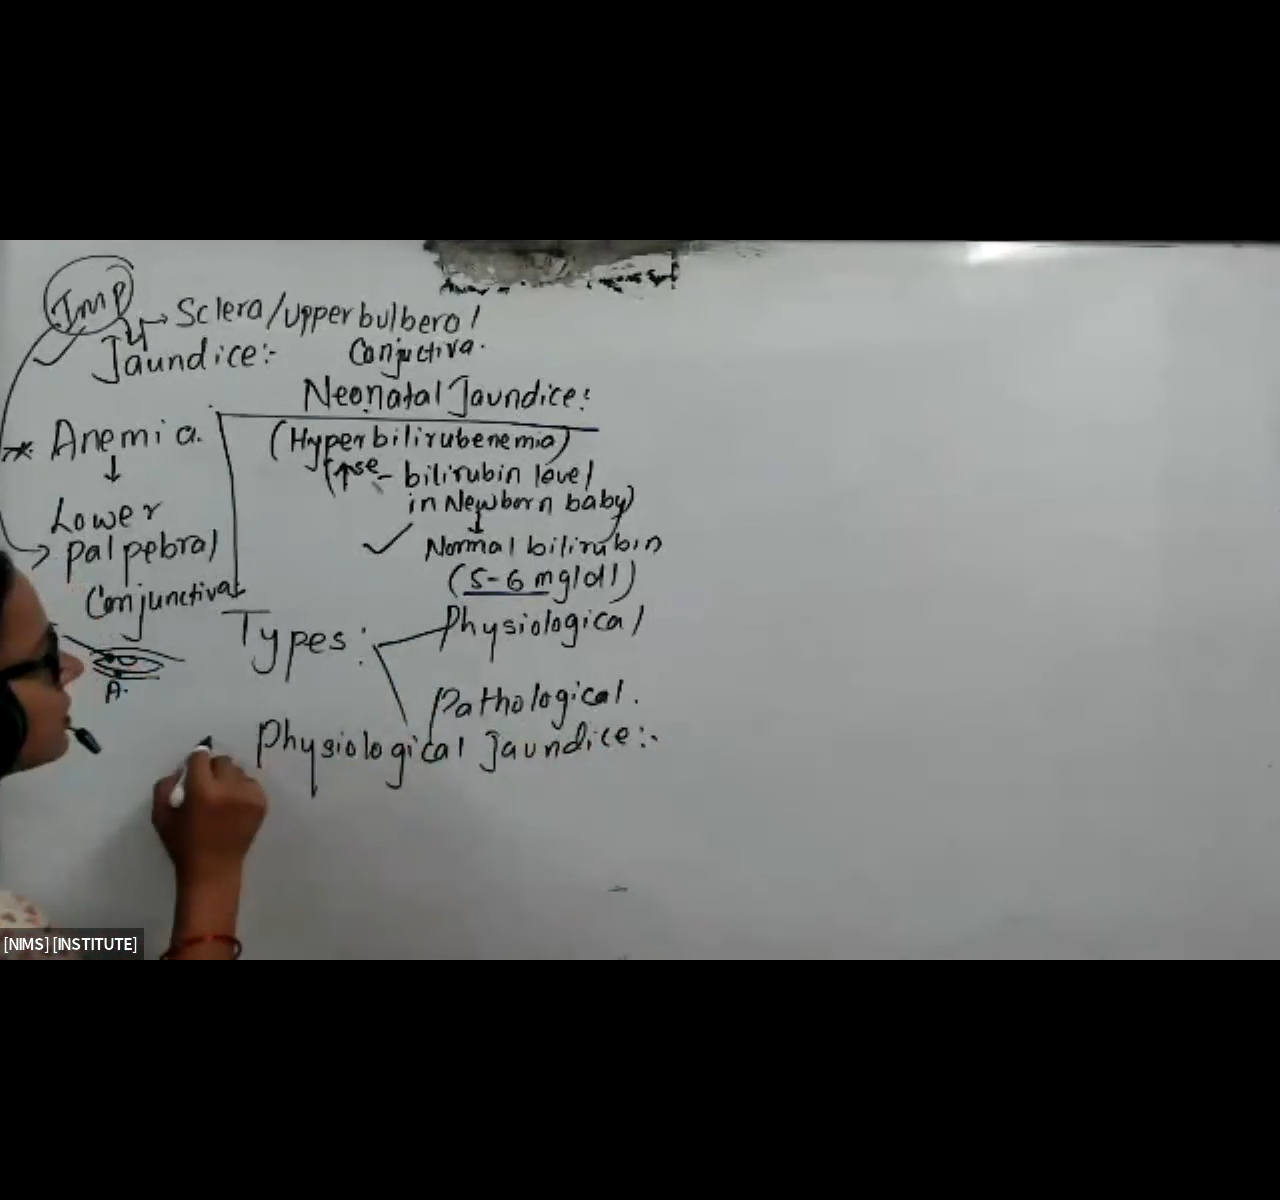 Imp
→ Sclera/upper bulberal
Conjuctiva.
Jaundice:-
* Anemia.
↓
Lower
palpebral
Conjunctiva
A.
Neonatal Jaundice:
(Hyperbilirubenemia)
(↑se - bilirubin level
in Newborn baby)
↓
✓ Normal bilirubin
(5-6 mg/dl)
Types:
Physiological
Pathological.
Physiological Jaundice:-
[NIMS] [INSTITUTE]